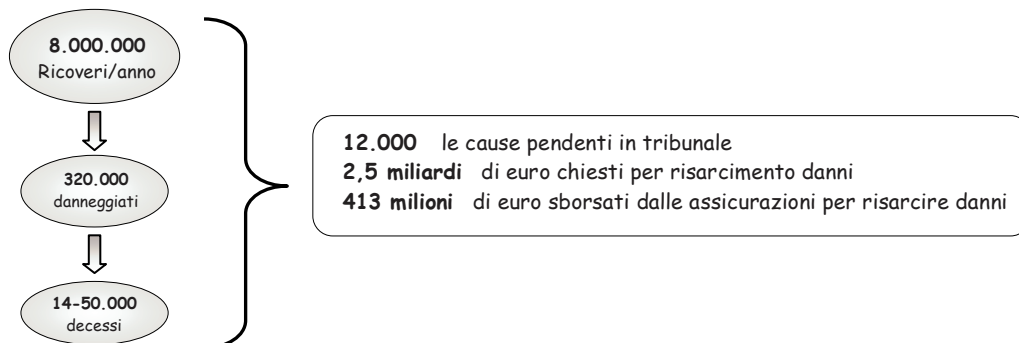 8.000.000
Ricoveri/anno
320.000
danneggiati
14-50.000
decessi
12.000 le cause pendenti in tribunale
2,5 miliardi di euro chiesti per risarcimento danni
413 milioni di euro sborsati dalle assicurazioni per risarcire danni